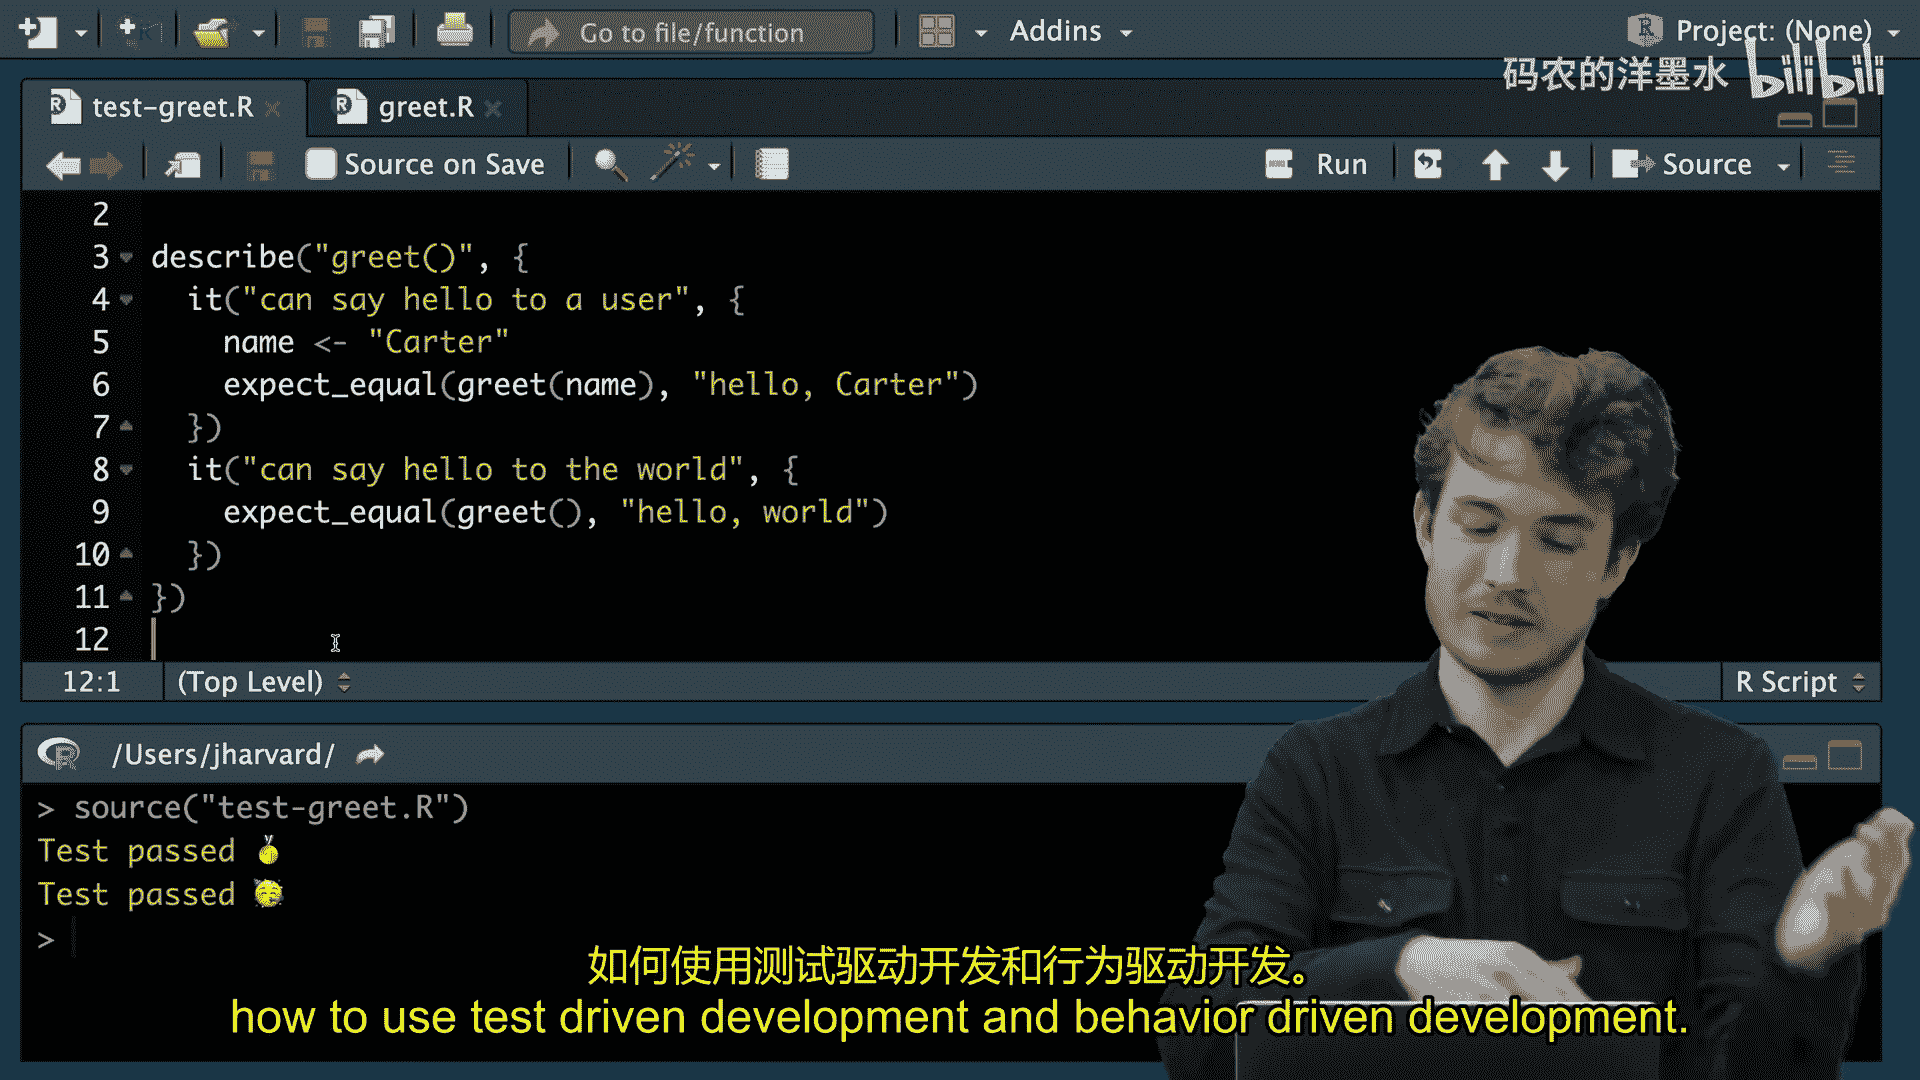 Go to file/function
Addins
Project: (None)
码农的洋墨水 bilibili
test-greet.R
greet.R
Source on Save
Run
Source
2
3 describe("greet()", {
4 it("can say hello to a user", {
5 name <- "Carter"
6 expect_equal(greet(name), "hello, Carter")
7 })
8 it("can say hello to the world", {
9 expect_equal(greet(), "hello, world")
10 })
11 })
12
12:1 (Top Level) R Script
/Users/jharvard/
> source("test-greet.R")
Test passed 🥇
Test passed 🥳
>
如何使用测试驱动开发和行为驱动开发。
how to use test driven development and behavior driven development.